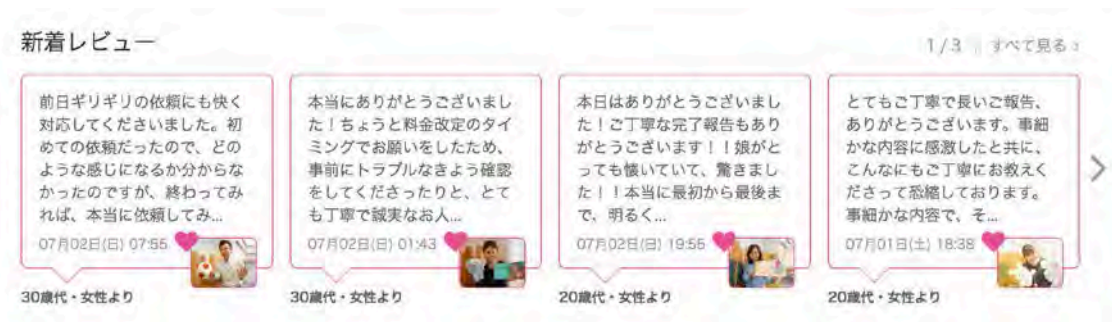 新着レビュー
1 / 3
すべて見る ›
前日ギリギリの依頼にも快く
対応してくださいました。初
めての依頼だったので、どの
ような感じになるか分からな
かったのですが、終わってみ
れば、本当に依頼してみ...
07月02日(日) 07:55
30歳代・女性より
本当にありがとうございまし
た！ちょうど料金改定のタイ
ミングでお願いをしたため、
事前にトラブルなきよう確認
をしてくださったりと、とて
も丁寧で誠実なお人...
07月02日(日) 01:43
30歳代・女性より
本日はありがとうございまし
た！ご丁寧な完了報告もあり
がとうございます！！娘がと
っても懐いていて、驚きまし
た！！本当に最初から最後ま
で、明るく...
07月02日(日) 19:55
20歳代・女性より
とてもご丁寧で長いご報告、
ありがとうございます。事細
かな内容に感激したと共に、
こんなにもご丁寧にお教えく
ださって恐縮しております。
事細かな内容で、そ...
07月01日(土) 18:38
20歳代・女性より